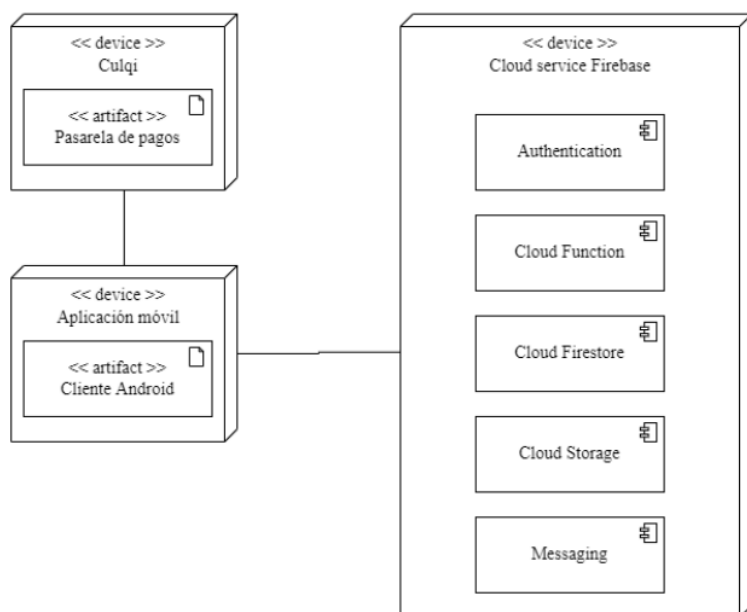 << device >>
Culqi
<< artifact >>
Pasarela de pagos
<< device >>
Aplicación móvil
<< artifact >>
Cliente Android
<< device >>
Cloud service Firebase
Authentication
Cloud Function
Cloud Firestore
Cloud Storage
Messaging